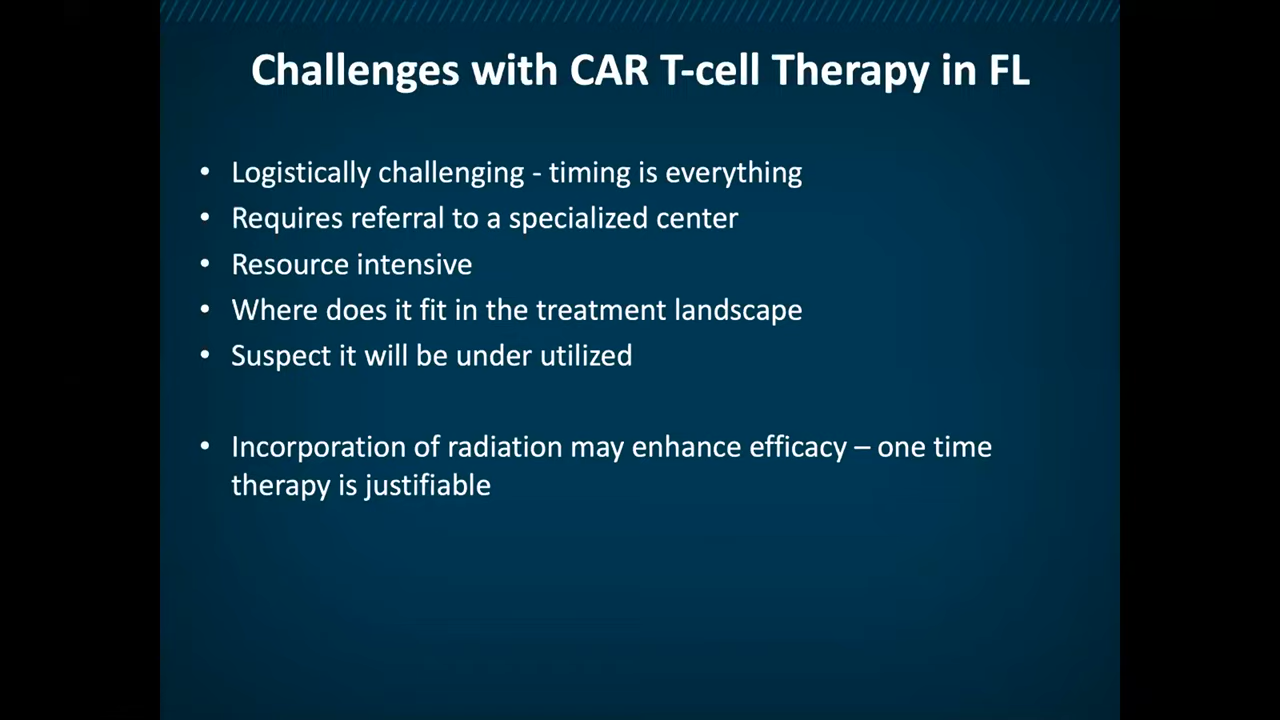 Challenges with CAR T-cell Therapy in FL
• Logistically challenging - timing is everything
• Requires referral to a specialized center
• Resource intensive
• Where does it fit in the treatment landscape
• Suspect it will be under utilized
• Incorporation of radiation may enhance efficacy – one time
therapy is justifiable